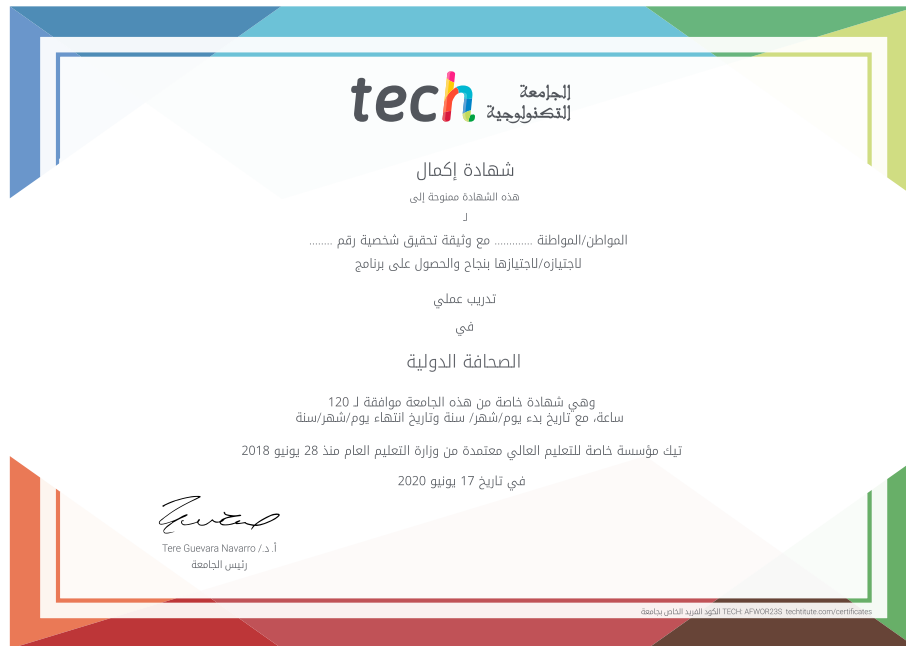 tech
الجامعة
التكنولوجية
شهادة إكمال
هذه الشهادة ممنوحة إلى
لـ
المواطن/المواطنة ............. مع وثيقة تحقيق شخصية رقم ........
لاجتيازه/لاجتيازها بنجاح والحصول على برنامج
تدريب عملي
في
الصحافة الدولية
وهي شهادة خاصة من هذه الجامعة موافقة لـ 120
ساعة، مع تاريخ بدء يوم/شهر/ سنة وتاريخ انتهاء يوم/شهر/سنة
تيك مؤسسة خاصة للتعليم العالي معتمدة من وزارة التعليم العام منذ 28 يونيو 2018
في تاريخ 17 يونيو 2020
أ.د./ Tere Guevara Navarro
رئيس الجامعة
الكود الفريد الخاص بجامعة TECH: AFWOR23S techtitute.com/certificates